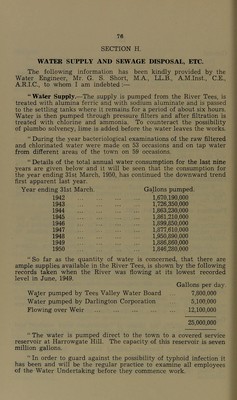 78
SECTION H.
WATER SUPPLY AND SEWAGE DISPOSAL, ETC.
The following information has been kindly provided by the
Water Engineer, Mr. G. S. Short, M.A., LL.B., A.M.Inst., C.E.,
A.R.I.C., to whom I am indebted :—
"Water Supply.—The supply is pumped from the River Tees, is
treated with alumina ferric and with sodium aluminate and is passed
to the settling tanks where it remains for a period of about six hours.
Water is then pumped through pressure filters and after filtration is
treated with chlorine and ammonia. To counteract the possibility
of plumbo solvency, lime is added before the water leaves the works.
"During the year bacteriological examinations of the raw filtered
and chlorinated water were made on 53 occasions and on tap water
from different areas of the town on 59 occasions.
"Details of the total annual water consumption for the last nine
years are given below and it will be seen that the consumption for
the year ending 31st March, 1950, has continued the downward trend
first apparent last year.
Year ending 31st March. Gallons pumped.
1942 ... ... ... ... 1,670,190,000
1943 ... ... ... ... 1,728,350,000
1944 ... ... ... ... 1,863,230,000
1945 ... ... ... ... 1,861,210,000
1946 ... ... ... ... 1,899,850,000
1947 ... ... ... ... 1,877,610,000
1948 ... ... ... ... 1,950,890,000
1949 ... ... ... ... 1,888,860,000
1950 ... ... ... ... 1,846,280,000
"So far as the quantity of water is concerned, that there are
ample supplies available in the River Tees, is shown by the following
records taken when the River was flowing at its lowest recorded
level in June, 1949.
Gallons per day
Water pumped by Tees Valley Water Board 7,800,000
Water pumped by Darlington Corporation 5,100,000
Flowing over Weir ... ... ... ... 12,100,000
25,000,000
"The water is pumped direct to the town to a covered service
reservoir at Harrowgate Hill. The capacity of this reservoir is seven
million gallons.
"In order to guard against the possibility of typhoid infection it
has been and will be the regular practice to examine all employees
of the Water Undertaking before they commence work.